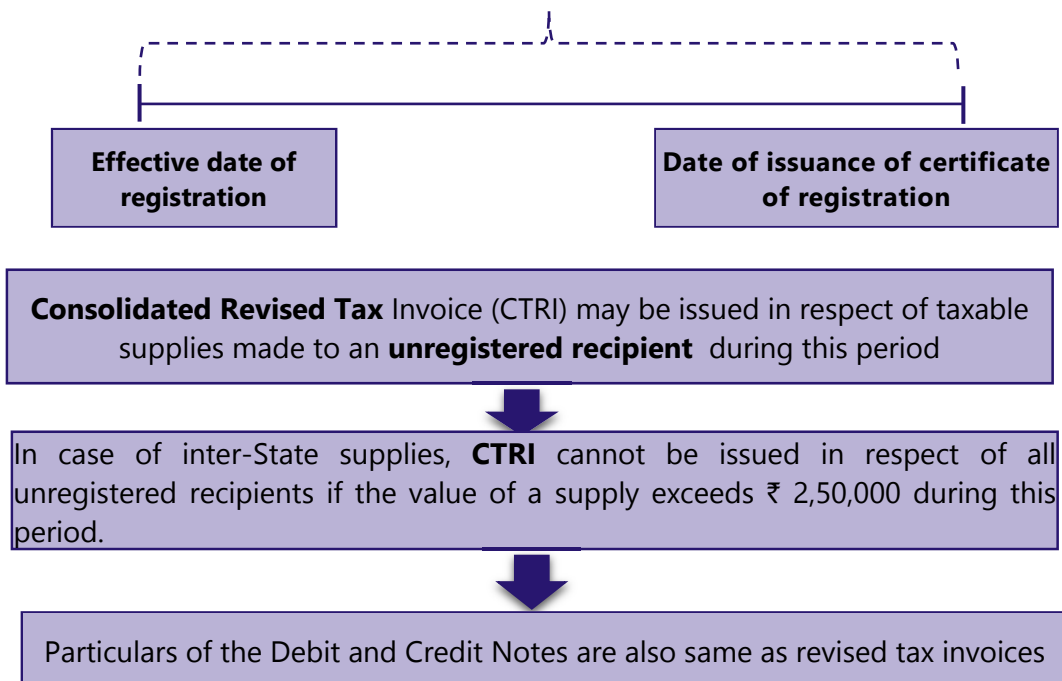 Effective date of
registration
Date of issuance of certificate
of registration
Consolidated Revised Tax Invoice (CTRI) may be issued in respect of taxable
supplies made to an unregistered recipient during this period
In case of inter-State supplies, CTRI cannot be issued in respect of all
unregistered recipients if the value of a supply exceeds ₹ 2,50,000 during this
period.
Particulars of the Debit and Credit Notes are also same as revised tax invoices